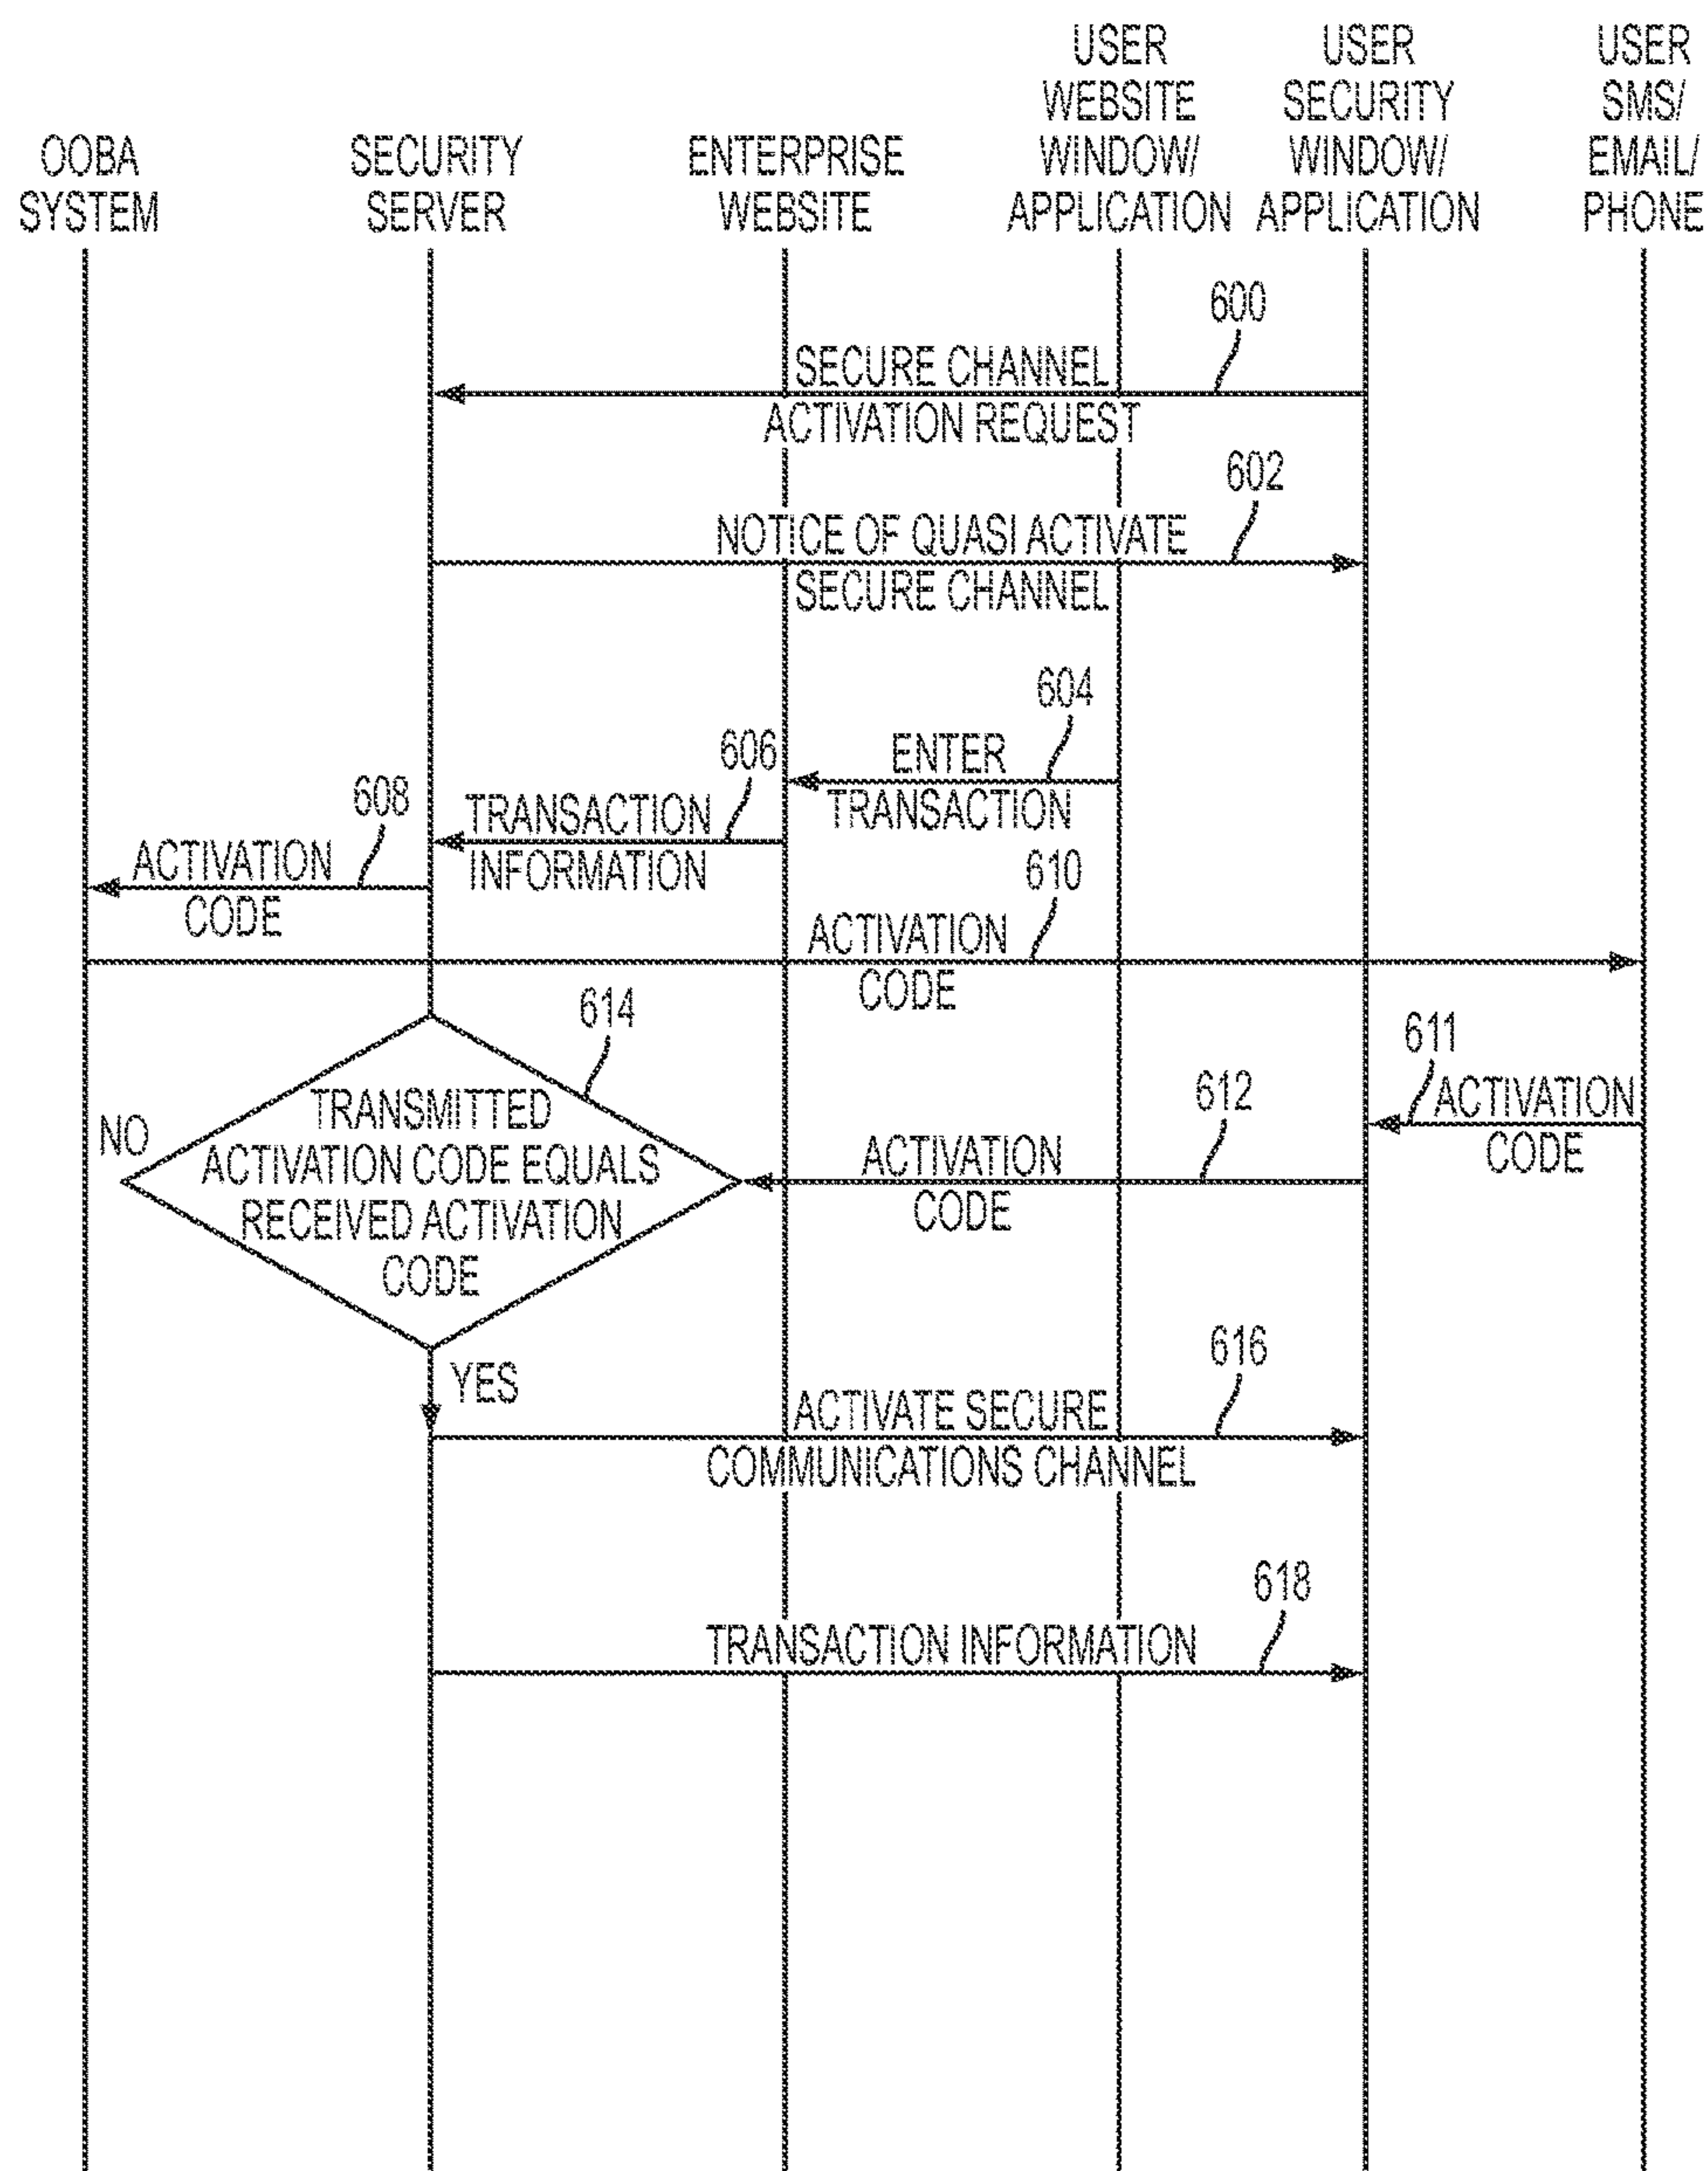 OOBA
SYSTEM
SECURITY
SERVER
ENTERPRISE
WEBSITE
USER
WEBSITE
WINDOW/
APPLICATION
USER
SECURITY
WINDOW/
APPLICATION
USER
SMS/
EMAIL/
PHONE
600
SECURE CHANNEL
ACTIVATION REQUEST
602
NOTICE OF QUASI ACTIVATE
SECURE CHANNEL
604
ENTER
TRANSACTION
606
TRANSACTION
INFORMATION
608
ACTIVATION
CODE
610
ACTIVATION
CODE
611
ACTIVATION
CODE
612
ACTIVATION
CODE
614
TRANSMITTED
ACTIVATION CODE EQUALS
RECEIVED ACTIVATION
CODE
NO
YES
616
ACTIVATE SECURE
COMMUNICATIONS CHANNEL
618
TRANSACTION INFORMATION